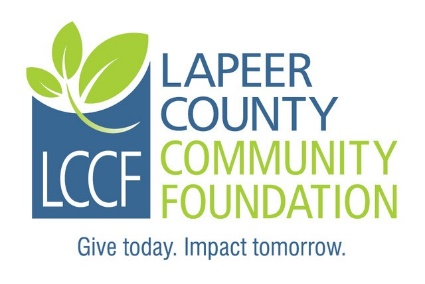 LCCF
LAPEER
COUNTY
COMMUNITY
FOUNDATION
Give today. Impact tomorrow.